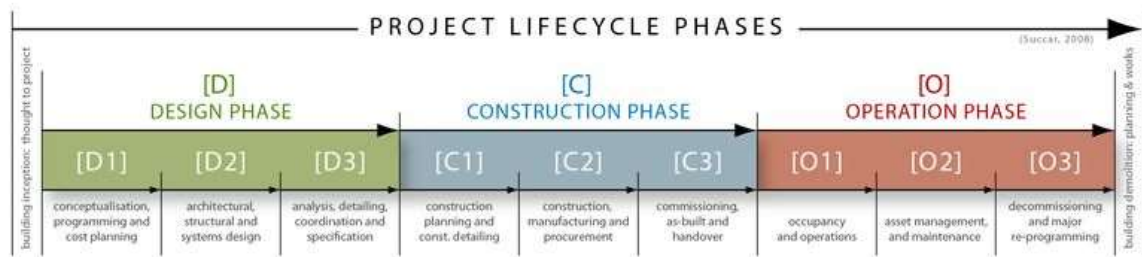 PROJECT LIFECYCLE PHASES
(Succar, 2008)
building inception: thought to project
[D]
DESIGN PHASE
[C]
CONSTRUCTION PHASE
[O]
OPERATION PHASE
[D1]
[D2]
[D3]
[C1]
[C2]
[C3]
[O1]
[O2]
[O3]
conceptualisation,
programming and
cost planning
architectural,
structural and
systems design
analysis, detailing,
coordination and
specification
construction
planning and
const. detailing
construction,
manufacturing and
procurement
commissioning,
as-built and
handover
occupancy
and operations
asset management,
and maintenance
decommissioning
and major
re-programming
building demolition: planning & works